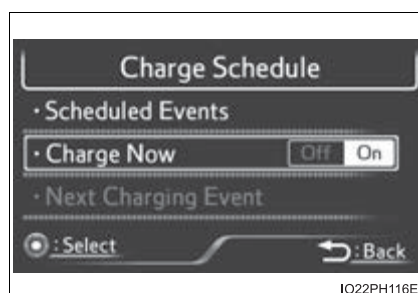 Charge Schedule
・Scheduled Events
・Charge Now Off On
・Next Charging Event
:Select :Back
IO22PH116E